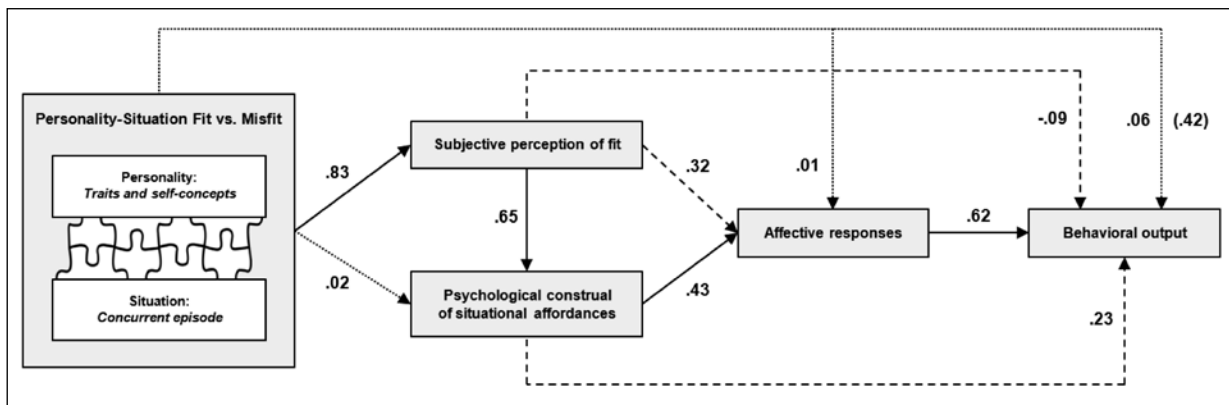 Personality-Situation Fit vs. Misfit
Personality:
Traits and self-concepts
Situation:
Concurrent episode
.83
.02
Subjective perception of fit
.65
Psychological construal
of situational affordances
.32
.43
.01
Affective responses
.62
-.09
.06
(.42)
Behavioral output
.23